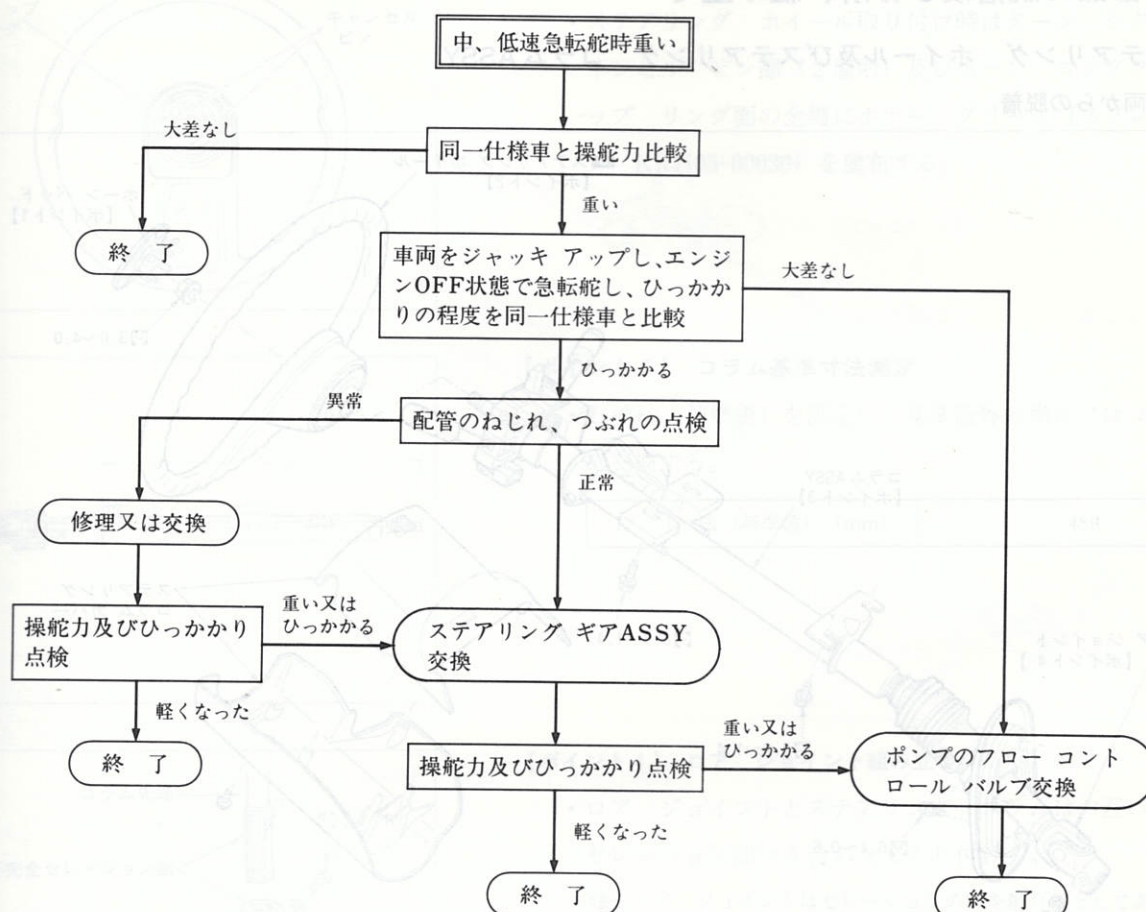 中、低速急転舵時重い
大差なし
同一仕様車と操舵力比較
重い
終 了
車両をジャッキ アップし、エンジ
ンOFF状態で急転舵し、ひっかか
りの程度を同一仕様車と比較
大差なし
ひっかかる
異常
配管のねじれ、つぶれの点検
正常
修理又は交換
操舵力及びひっかかり
点検
重い又は
ひっかかる
ステアリング ギアASSY
交換
軽くなった
終 了
操舵力及びひっかかり点検
重い又は
ひっかかる
ポンプのフロー コント
ロール バルブ交換
軽くなった
終 了
終 了